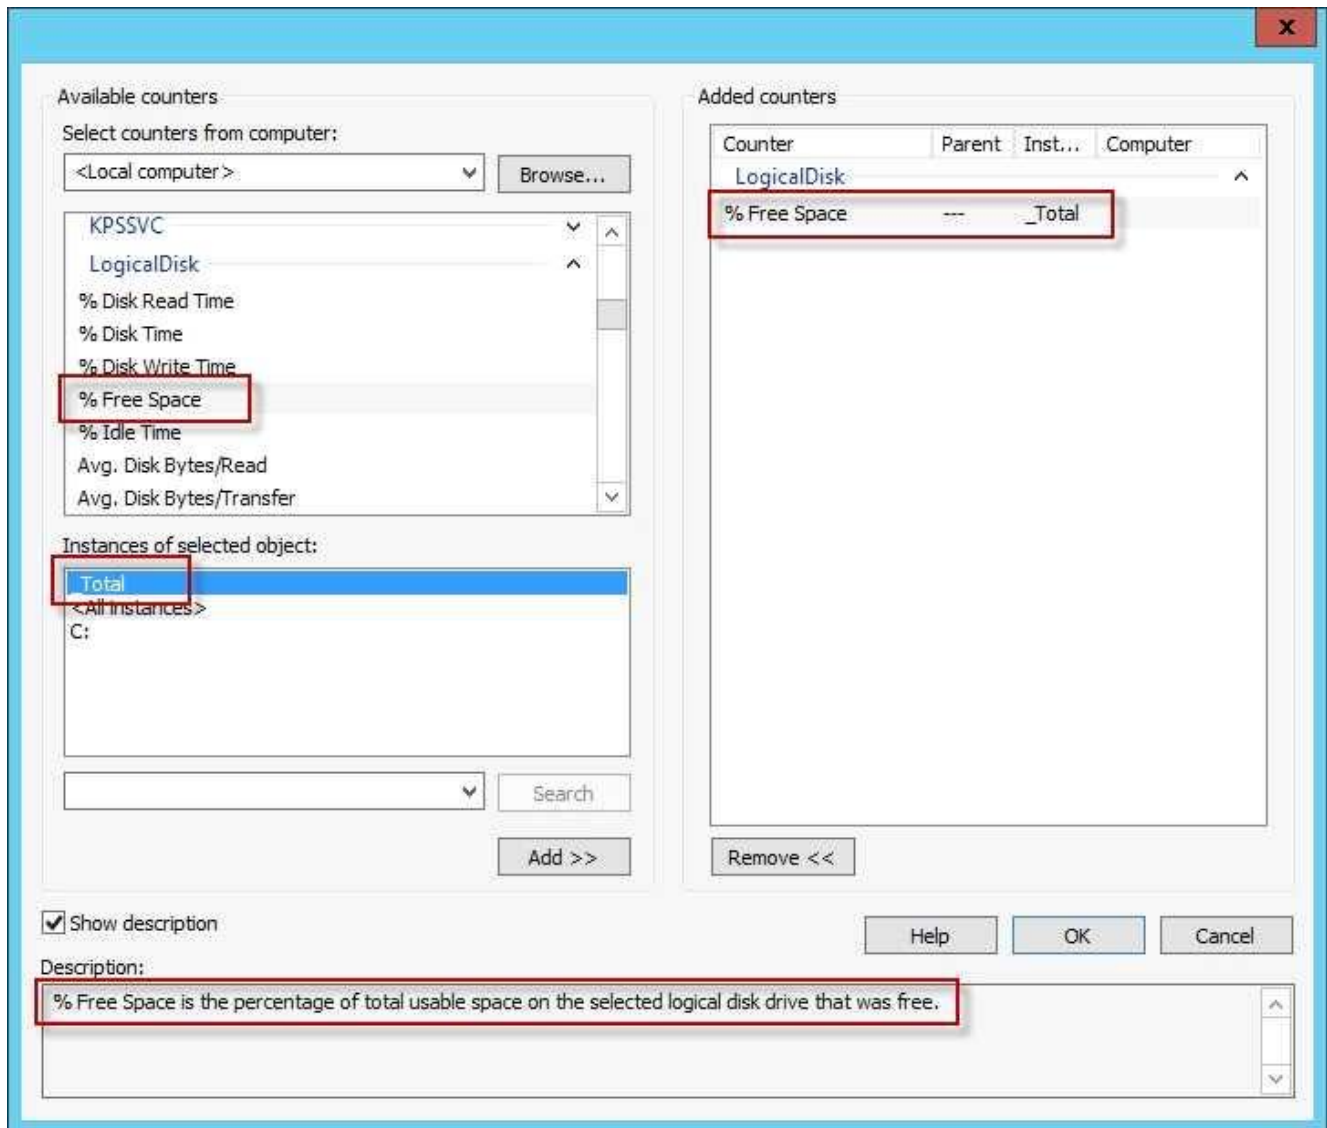 x
Available counters
Select counters from computer:
<Local computer>
Browse...
KPSSVC
LogicalDisk
% Disk Read Time
% Disk Time
% Disk Write Time
% Free Space
% Idle Time
Avg. Disk Bytes/Read
Avg. Disk Bytes/Transfer
Instances of selected object:
_Total
<All Instances>
C:
Search
Add >>
Added counters
Counter Parent Inst... Computer
LogicalDisk
% Free Space --- _Total
Remove <<
Show description
Help OK Cancel
Description:
% Free Space is the percentage of total usable space on the selected logical disk drive that was free.